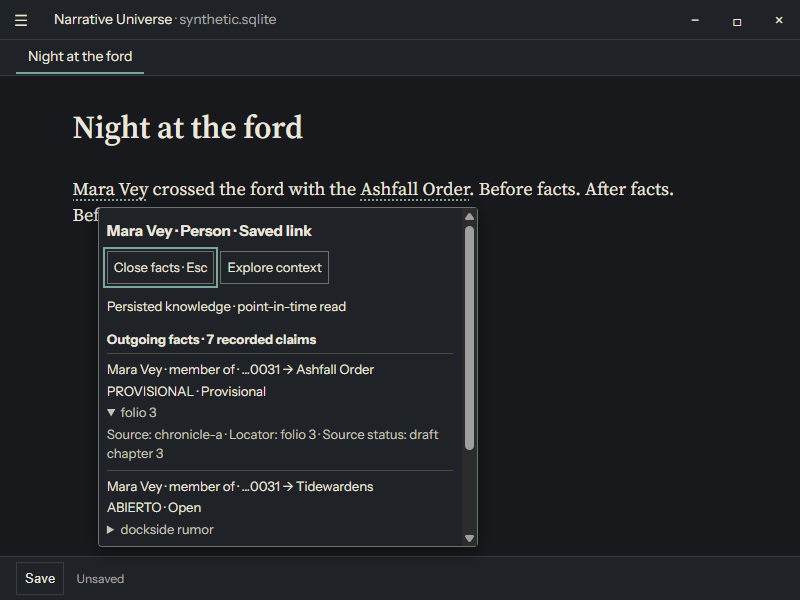 Narrative Universe · synthetic.sqlite
Night at the ford
Night at the ford
Mara Vey crossed the ford with the Ashfall Order. Before facts. After facts.
Bef
Mara Vey · Person · Saved link
Close facts · Esc
Explore context
Persisted knowledge · point-in-time read
Outgoing facts · 7 recorded claims
Mara Vey · member of · …0031 → Ashfall Order
PROVISIONAL · Provisional
folio 3
Source: chronicle-a · Locator: folio 3 · Source status: draft
chapter 3
Mara Vey · member of · …0031 → Tidewardens
ABIERTO · Open
dockside rumor
Save
Unsaved